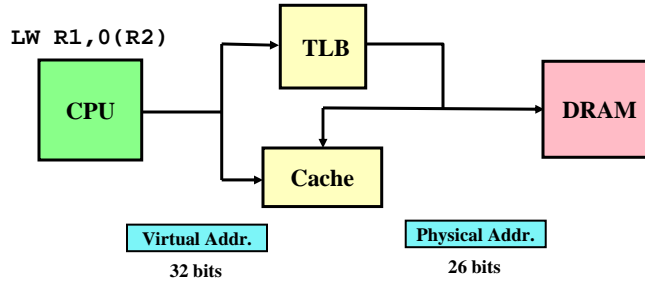 LW R1,0(R2)
TLB
CPU
DRAM
Cache
Virtual Addr.
Physical Addr.
32 bits
26 bits